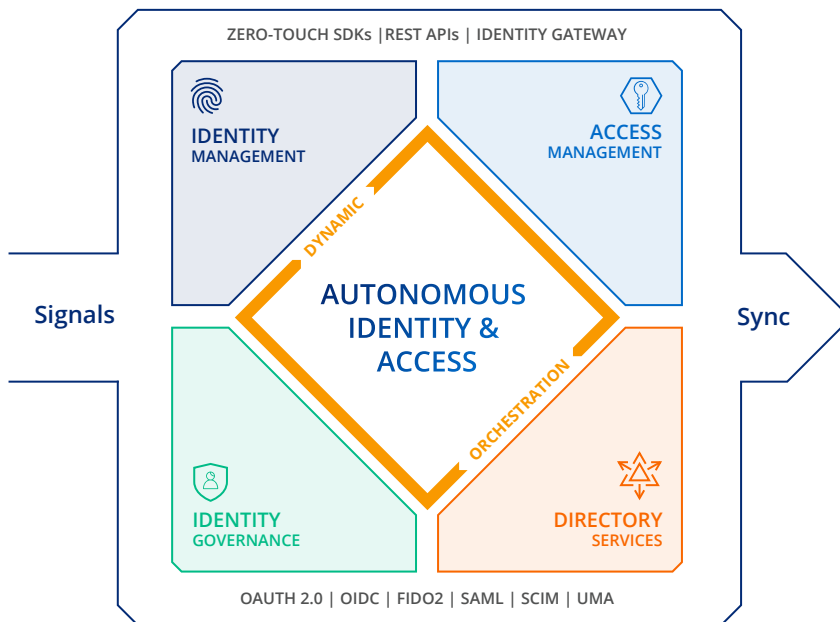 ZERO-TOUCH SDKs |REST APIs | IDENTITY GATEWAY
IDENTITY
MANAGEMENT
ACCESS
MANAGEMENT
DYNAMIC
Signals
AUTONOMOUS
IDENTITY &
ACCESS
Sync
ORCHESTRATION
IDENTITY
GOVERNANCE
DIRECTORY
SERVICES
OAUTH 2.0 | OIDC | FIDO2 | SAML | SCIM | UMA